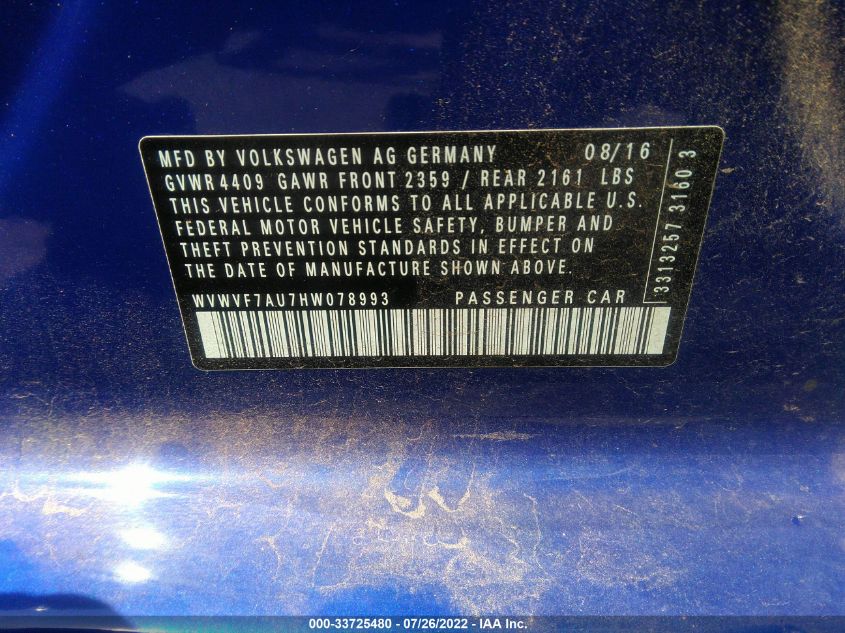 MFD BY VOLKSWAGEN AG GERMANY 08/16
GVWR 4409 GAWR FRONT 2359 / REAR 2161 LBS
THIS VEHICLE CONFORMS TO ALL APPLICABLE U.S.
FEDERAL MOTOR VEHICLE SAFETY, BUMPER AND
THEFT PREVENTION STANDARDS IN EFFECT ON
THE DATE OF MANUFACTURE SHOWN ABOVE.
WVWVF7AU7HW078993 PASSENGER CAR
3313257 3160 3
000-33725480 - 07/26/2022 - IAA Inc.